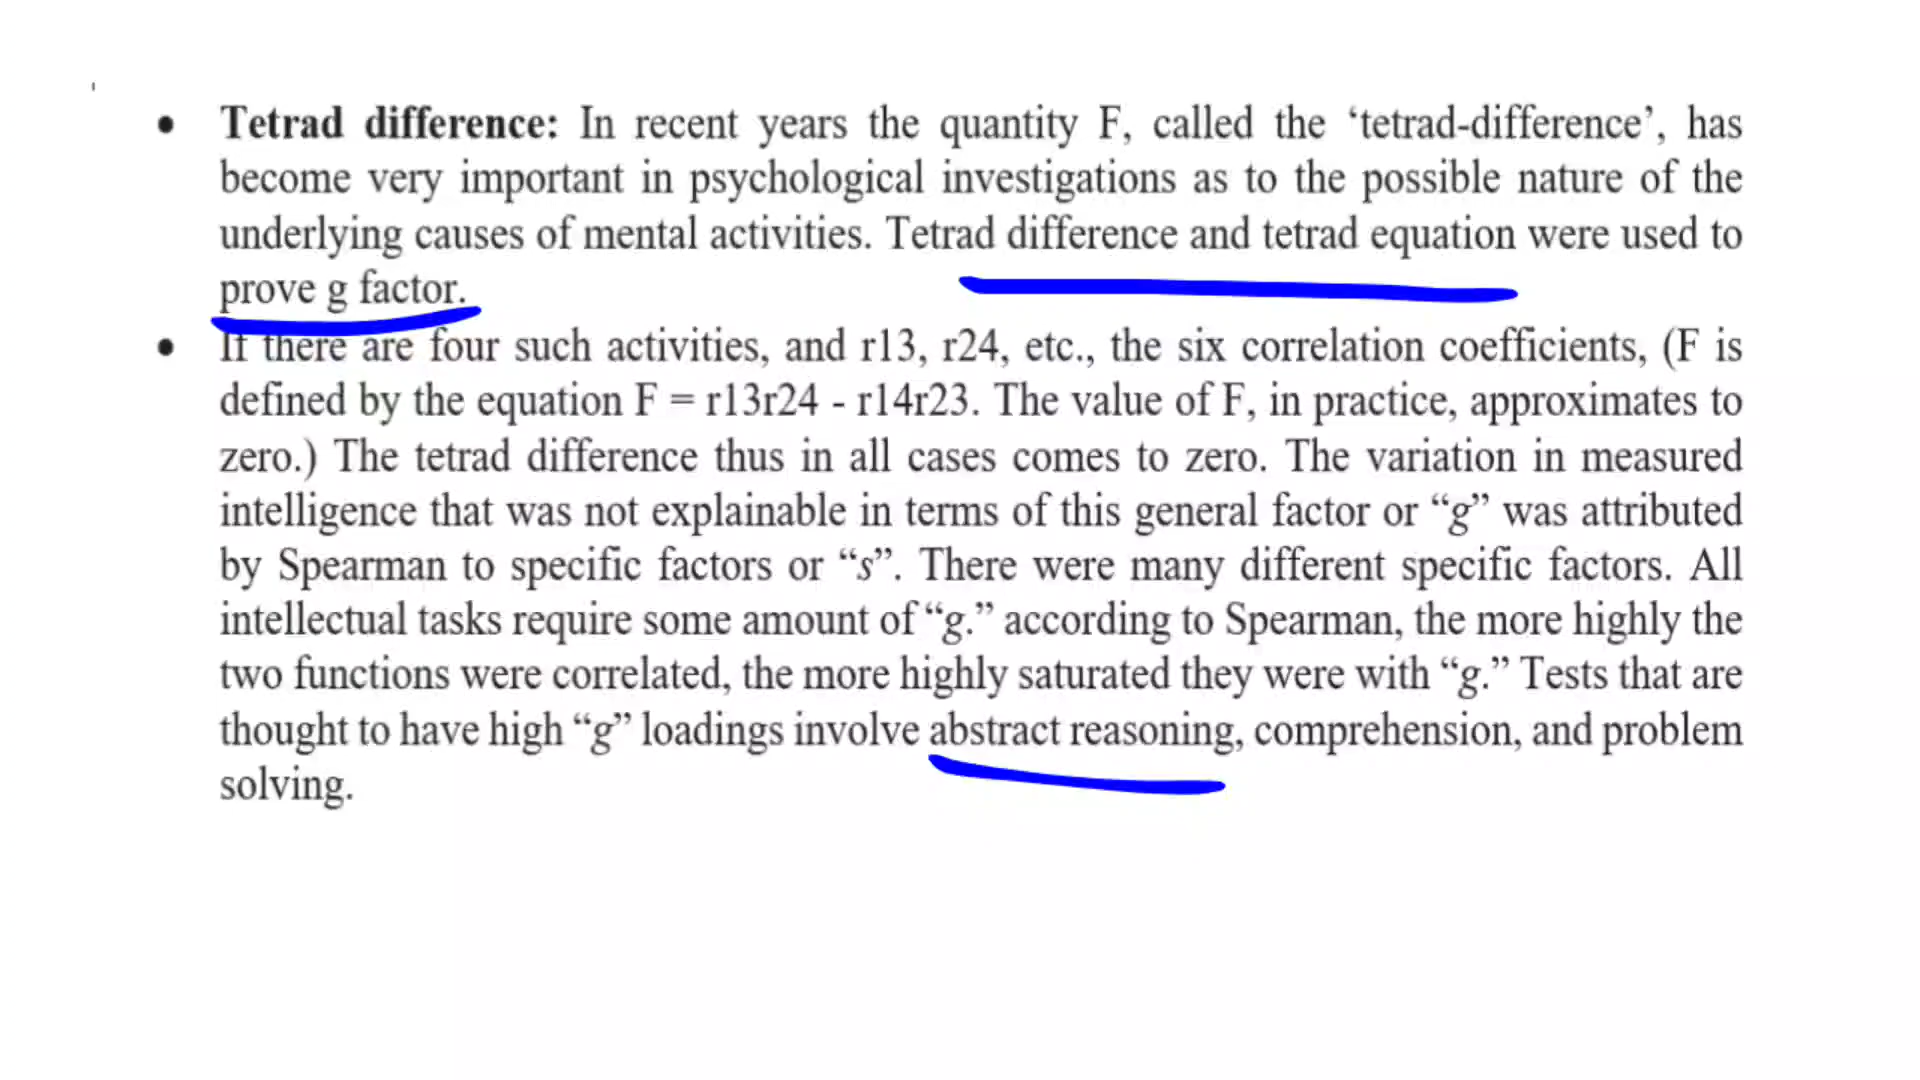 • Tetrad difference: In recent years the quantity F, called the ‘tetrad-difference’, has
become very important in psychological investigations as to the possible nature of the
underlying causes of mental activities. Tetrad difference and tetrad equation were used to
prove g factor.
• If there are four such activities, and r13, r24, etc., the six correlation coefficients, (F is
defined by the equation F = r13r24 - r14r23. The value of F, in practice, approximates to
zero.) The tetrad difference thus in all cases comes to zero. The variation in measured
intelligence that was not explainable in terms of this general factor or “g” was attributed
by Spearman to specific factors or “s”. There were many different specific factors. All
intellectual tasks require some amount of “g.” according to Spearman, the more highly the
two functions were correlated, the more highly saturated they were with “g.” Tests that are
thought to have high “g” loadings involve abstract reasoning, comprehension, and problem
solving.